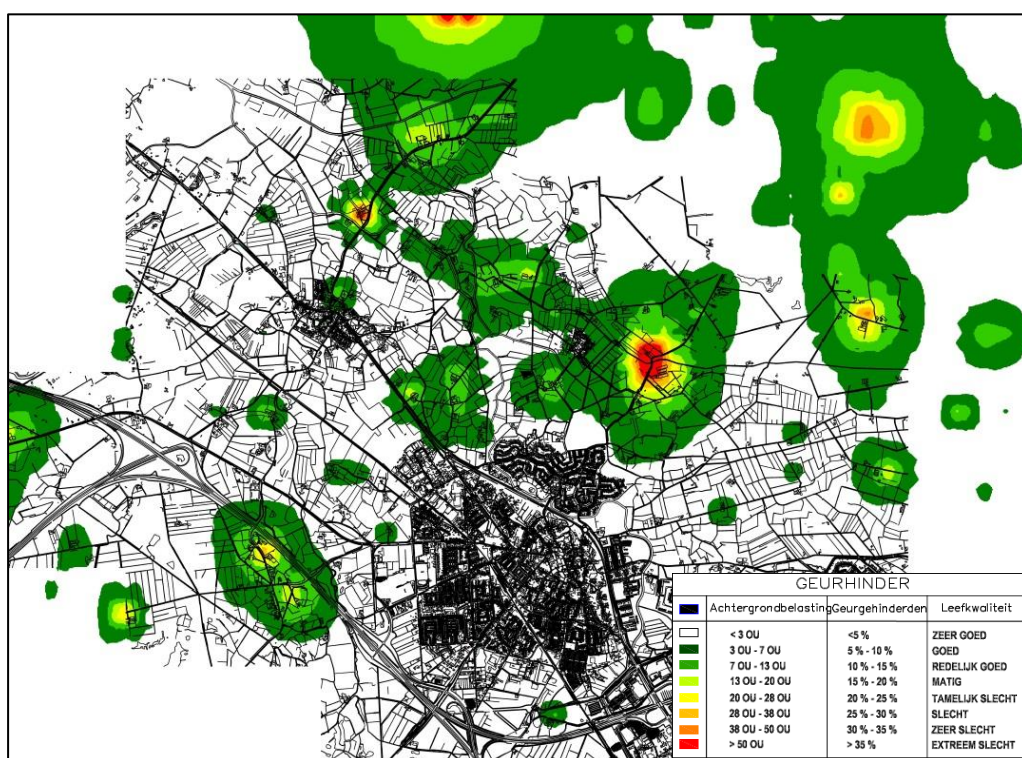 GEURHINDER
Achtergrondbelasting Geurgehinderden Leefkwaliteit
< 3 OU <5 % ZEER GOED
3 OU - 7 OU 5 % - 10 % GOED
7 OU - 13 OU 10 % - 15 % REDELIJK GOED
13 OU - 20 OU 15 % - 20 % MATIG
20 OU - 28 OU 20 % - 25 % TAMELIJK SLECHT
28 OU - 38 OU 25 % - 30 % SLECHT
38 OU - 50 OU 30 % - 35 % ZEER SLECHT
> 50 OU > 35 % EXTREEM SLECHT